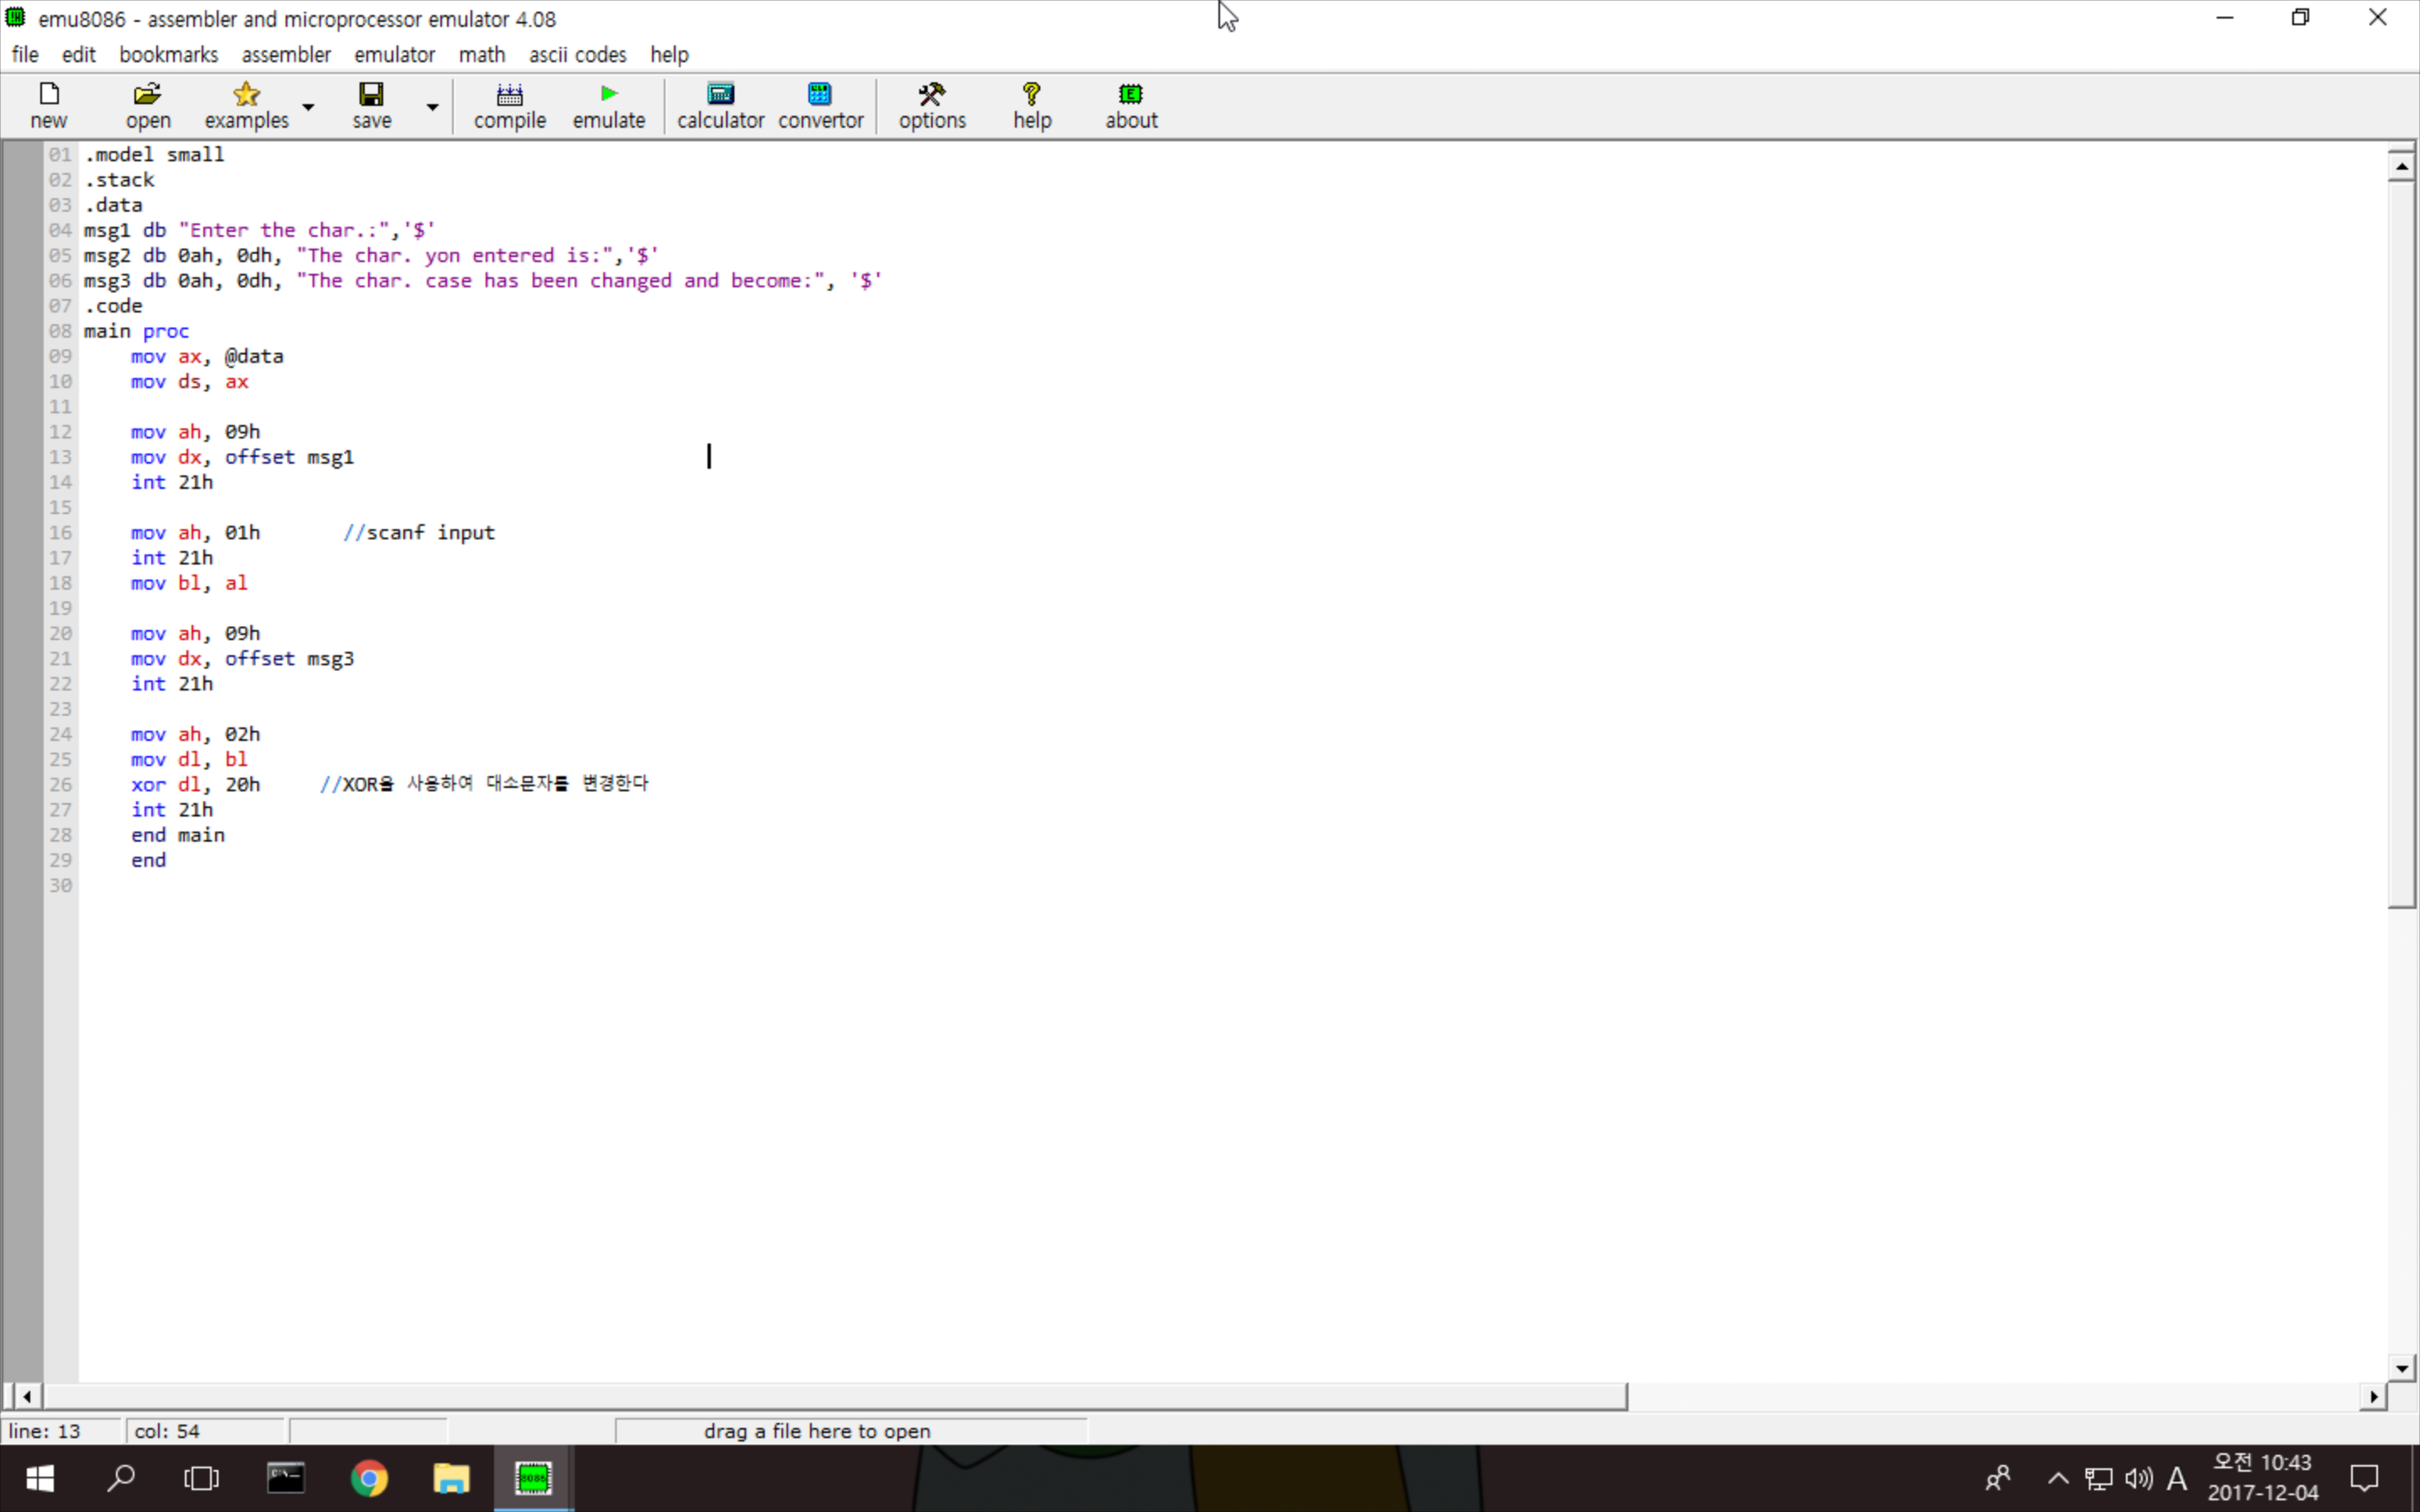 emu8086 - assembler and microprocessor emulator 4.08
file edit bookmarks assembler emulator math ascii codes help
new open examples save compile emulate calculator convertor options help about
01 .model small
02 .stack
03 .data
04 msg1 db "Enter the char.:",'$'
05 msg2 db 0ah, 0dh, "The char. yon entered is:",'$'
06 msg3 db 0ah, 0dh, "The char. case has been changed and become:", '$'
07 .code
08 main proc
09 mov ax, @data
10 mov ds, ax
11
12 mov ah, 09h
13 mov dx, offset msg1
14 int 21h
15
16 mov ah, 01h //scanf input
17 int 21h
18 mov bl, al
19
20 mov ah, 09h
21 mov dx, offset msg3
22 int 21h
23
24 mov ah, 02h
25 mov dl, bl
26 xor dl, 20h //XOR을 사용하여 대소문자를 변경한다
27 int 21h
28 end main
29 end
30
line: 13 col: 54 drag a file here to open
8086
A
오전 10:43
2017-12-04